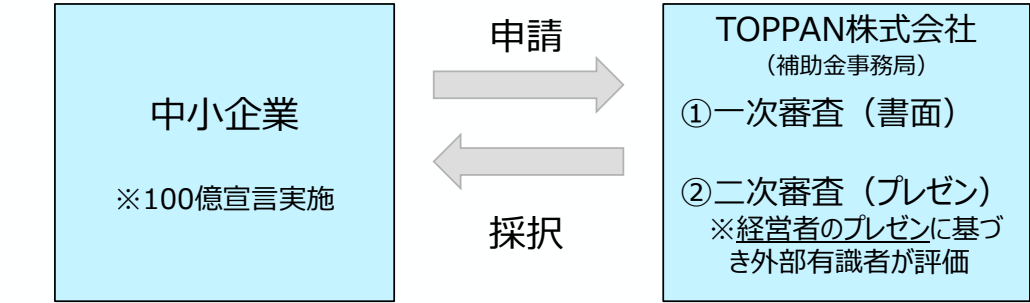 中小企業
※100億宣言実施
申請
採択
TOPPAN株式会社
（補助金事務局）
①一次審査（書面）
②二次審査（プレゼン）
※経営者のプレゼンに基づ
き外部有識者が評価